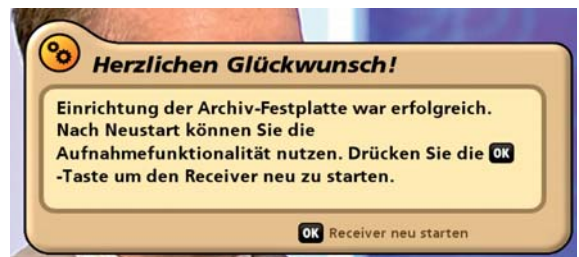 Herzlichen Glückwunsch!
Einrichtung der Archiv-Festplatte war erfolgreich.
Nach Neustart können Sie die
Aufnahmefunktionalität nutzen. Drücken Sie die OK
-Taste um den Receiver neu zu starten.
OK Receiver neu starten